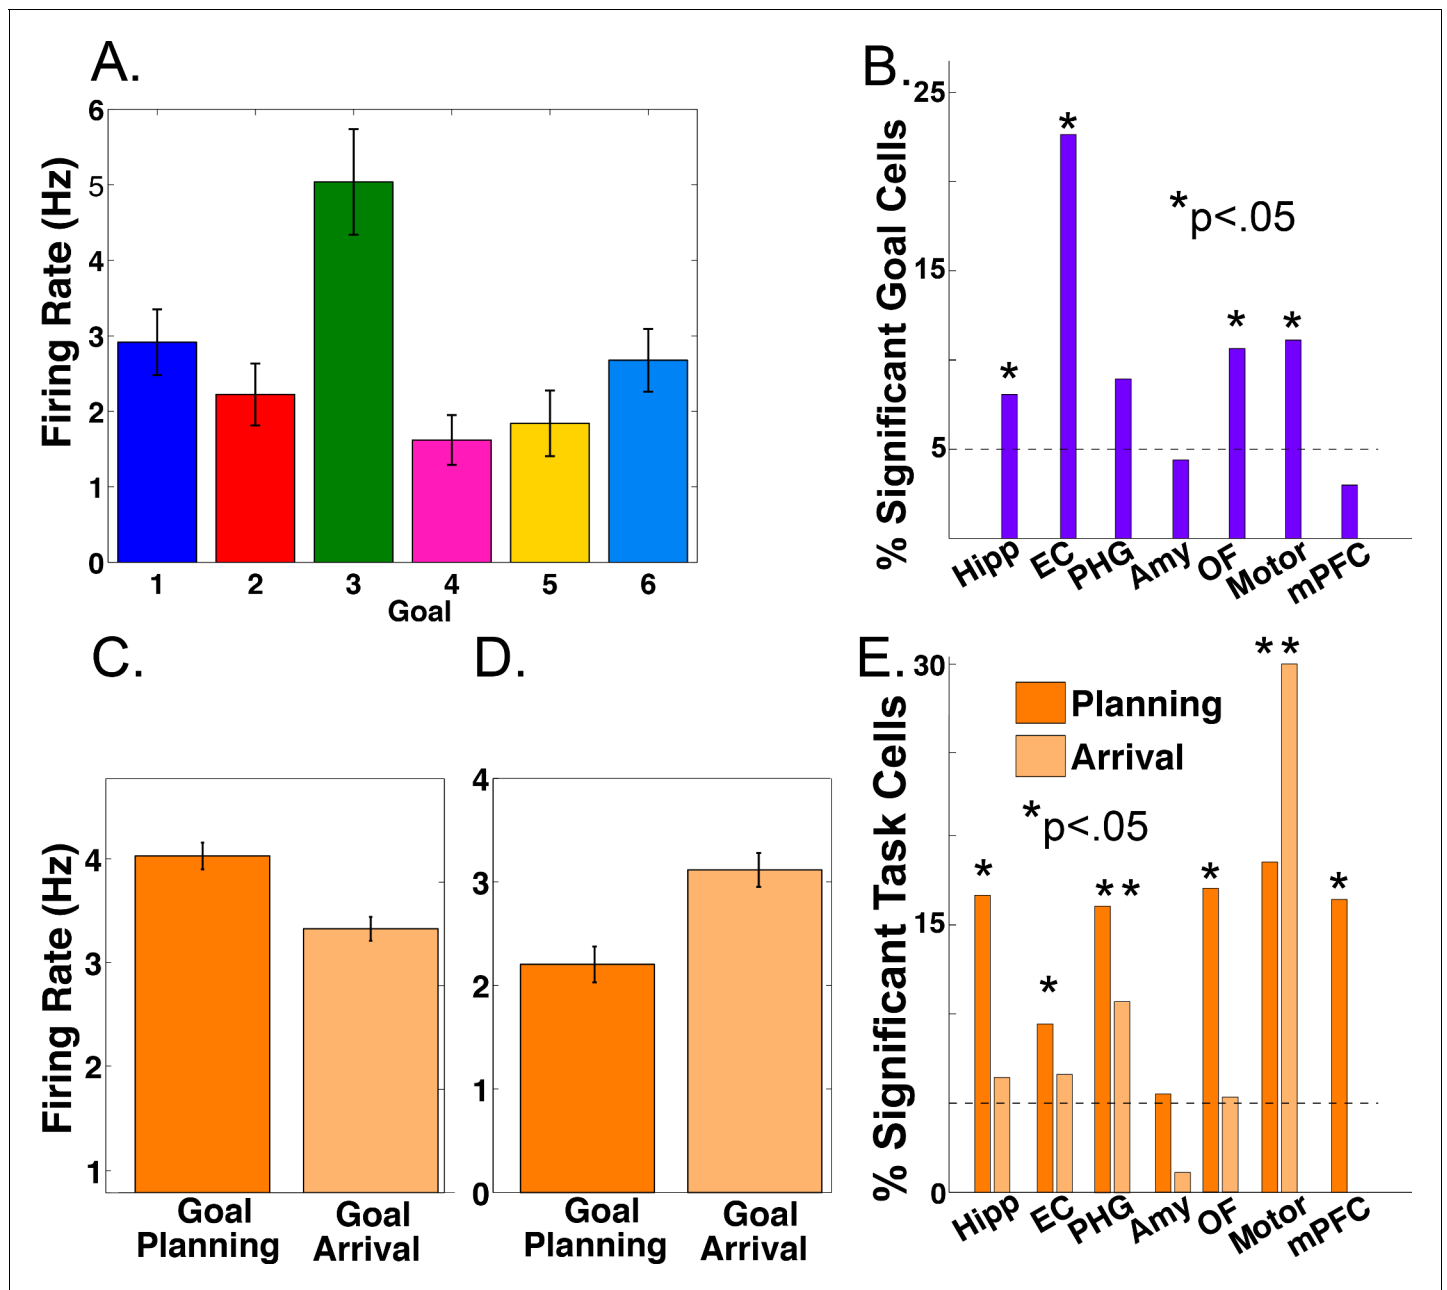 A.
6
5
4
3
2
1
0
Firing Rate (Hz)
1 2 3 4 5 6
Goal
B.
25
15
5
% Significant Goal Cells
* * * *
*p<.05
Hipp EC PHG Amy OF Motor mPFC
C.
4
3
2
1
Firing Rate (Hz)
Goal Planning
Goal Arrival
D.
4
3
2
1
0
Goal Planning
Goal Arrival
E.
30
15
0
% Significant Task Cells
Planning
Arrival
*p<.05
* * * * * * * *
Hipp EC PHG Amy OF Motor mPFC